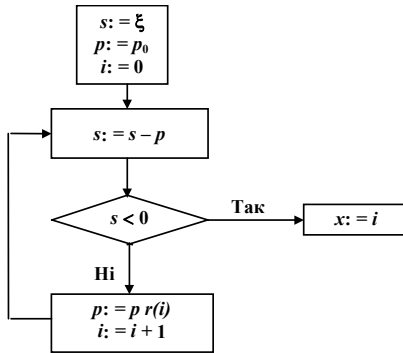 s: = ξ
p: = p₀
i: = 0
s: = s – p
s < 0
Так
x: = i
Ні
p: = p r(i)
i: = i + 1